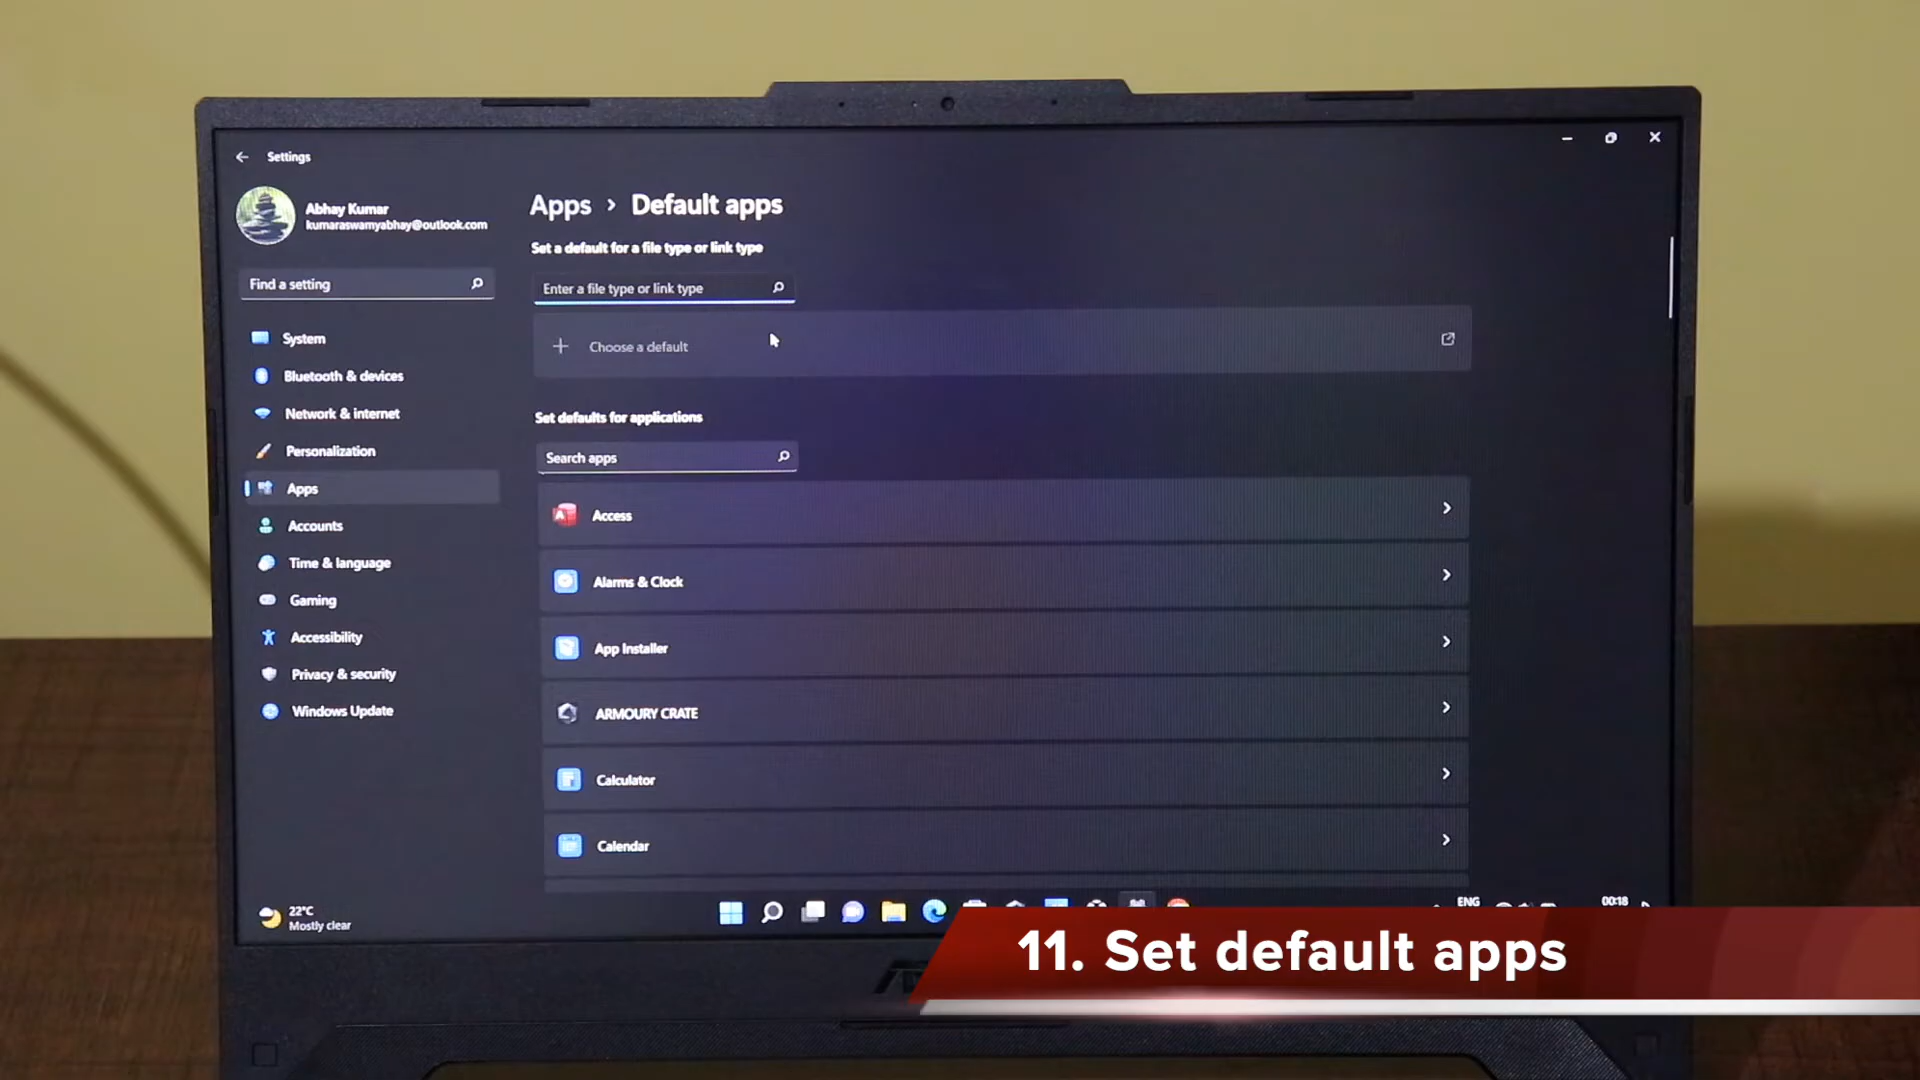 Settings
Abhay Kumar
kumaraswamyabhay@outlook.com
Find a setting
System
Bluetooth & devices
Network & internet
Personalization
Apps
Accounts
Time & language
Gaming
Accessibility
Privacy & security
Windows Update
Apps › Default apps
Set a default for a file type or link type
Enter a file type or link type
Choose a default
Set defaults for applications
Search apps
Access
Alarms & Clock
App Installer
ARMOURY CRATE
Calculator
Calendar
22°C
Mostly clear
ENG
00:18
11. Set default apps